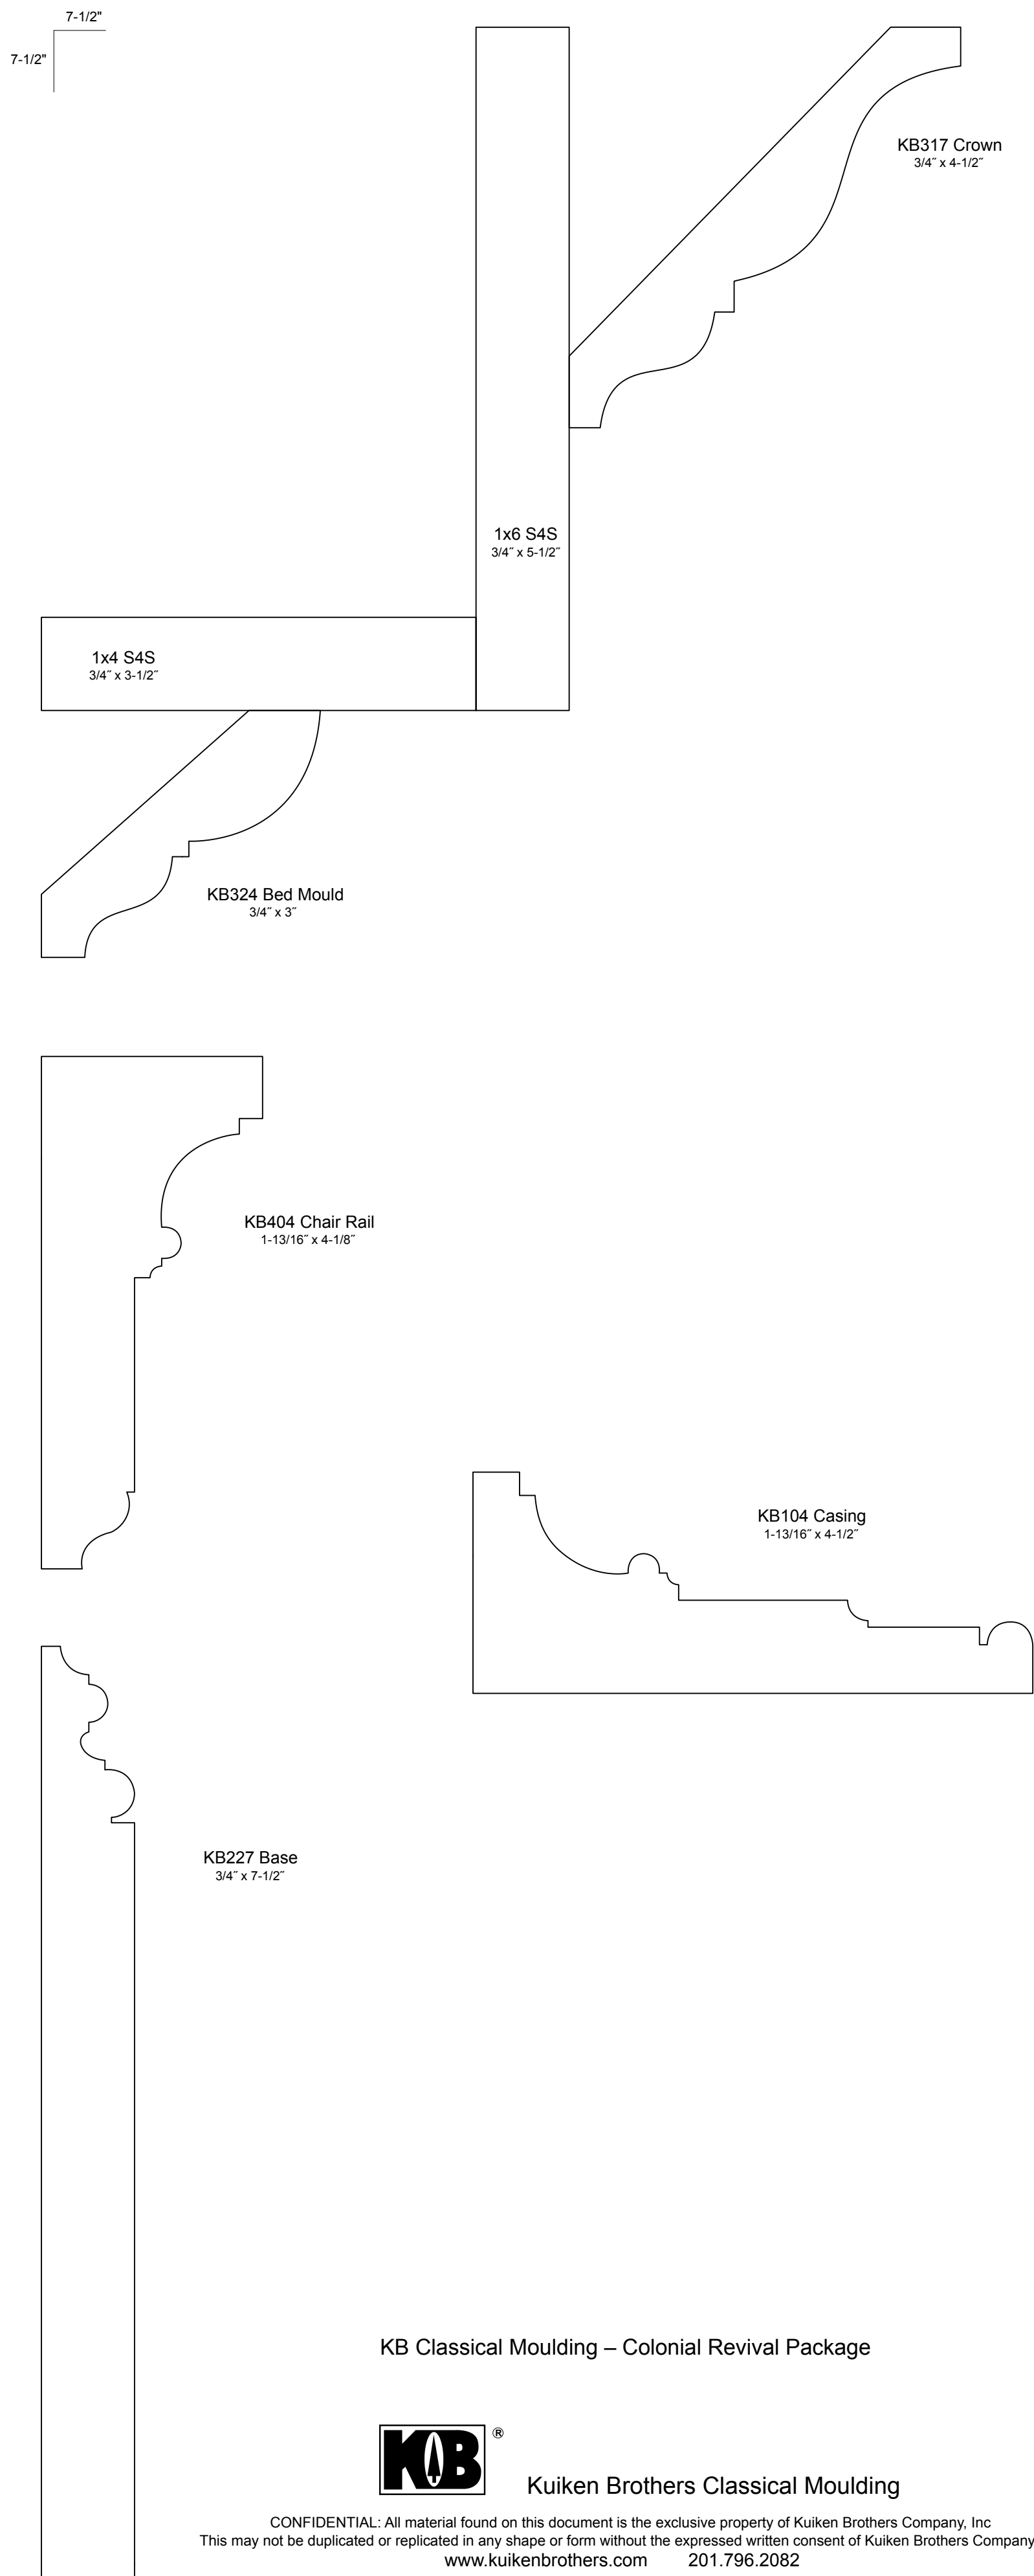 7-1/2"
7-1/2"
KB317 Crown
3/4˝ x 4-1/2˝
1x6 S4S
3/4˝ x 5-1/2˝
1x4 S4S
3/4˝ x 3-1/2˝
KB324 Bed Mould
3/4˝ x 3˝
KB404 Chair Rail
1-13/16˝ x 4-1/8˝
KB104 Casing
1-13/16˝ x 4-1/2˝
KB227 Base
3/4˝ x 7-1/2˝
KB Classical Moulding – Colonial Revival Package
KB ®
Kuiken Brothers Classical Moulding
CONFIDENTIAL: All material found on this document is the exclusive property of Kuiken Brothers Company, Inc
This may not be duplicated or replicated in any shape or form without the expressed written consent of Kuiken Brothers Company
www.kuikenbrothers.com 201.796.2082